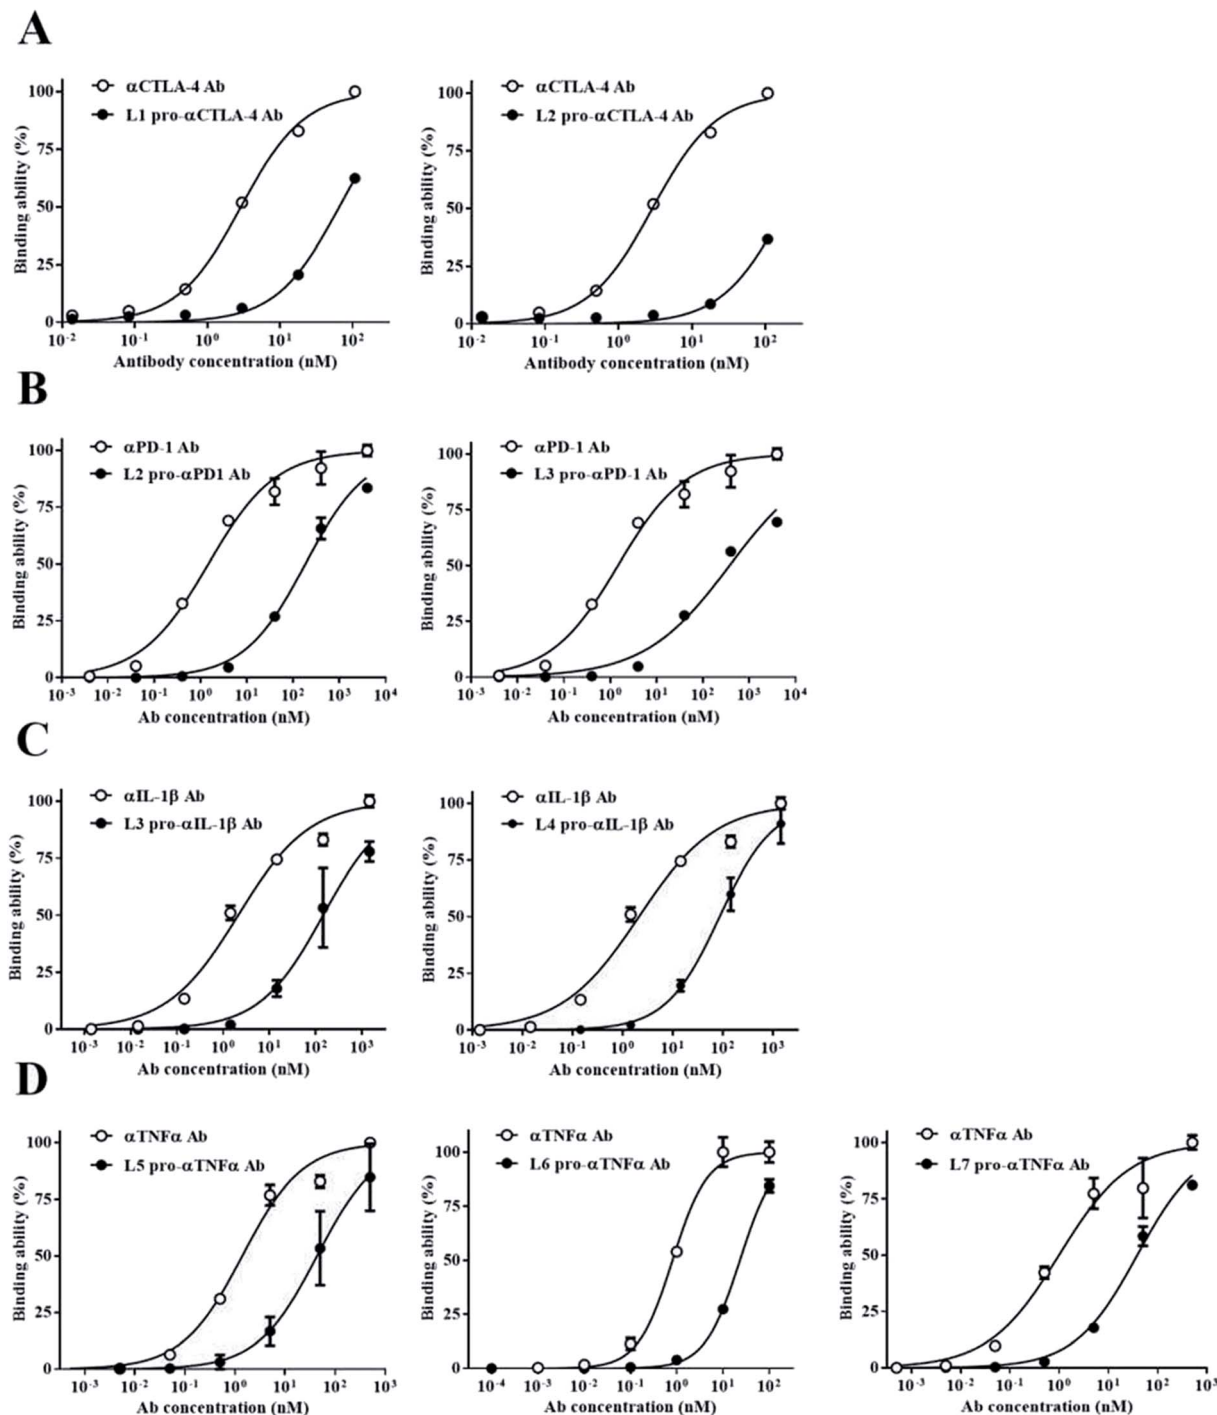 A
αCTLA-4 Ab
L1 pro-αCTLA-4 Ab
Binding ability (%)
100
75
50
25
0
10⁻² 10⁻¹ 10⁰ 10¹ 10²
Antibody concentration (nM)
αCTLA-4 Ab
L2 pro-αCTLA-4 Ab
Binding ability (%)
100
75
50
25
0
10⁻² 10⁻¹ 10⁰ 10¹ 10²
Antibody concentration (nM)
B
αPD-1 Ab
L2 pro-αPD1 Ab
Binding ability (%)
100
75
50
25
0
10⁻³ 10⁻² 10⁻¹ 10⁰ 10¹ 10² 10³ 10⁴
Ab concentration (nM)
αPD-1 Ab
L3 pro-αPD-1 Ab
Binding ability (%)
100
75
50
25
0
10⁻³ 10⁻² 10⁻¹ 10⁰ 10¹ 10² 10³ 10⁴
Ab concentration (nM)
C
αIL-1β Ab
L3 pro-αIL-1β Ab
Binding ability (%)
100
75
50
25
0
10⁻³ 10⁻² 10⁻¹ 10⁰ 10¹ 10² 10³
Ab concentration (nM)
αIL-1β Ab
L4 pro-αIL-1β Ab
Binding ability (%)
100
75
50
25
0
10⁻³ 10⁻² 10⁻¹ 10⁰ 10¹ 10² 10³
Ab concentration (nM)
D
αTNFα Ab
L5 pro-αTNFα Ab
Binding ability (%)
100
75
50
25
0
10⁻³ 10⁻² 10⁻¹ 10⁰ 10¹ 10² 10³
Ab concentration (nM)
αTNFα Ab
L6 pro-αTNFα Ab
Binding ability (%)
100
75
50
25
0
10⁻⁴ 10⁻³ 10⁻² 10⁻¹ 10⁰ 10¹ 10²
Ab concentration (nM)
αTNFα Ab
L7 pro-αTNFα Ab
Binding ability (%)
100
75
50
25
0
10⁻³ 10⁻² 10⁻¹ 10⁰ 10¹ 10² 10³
Ab concentration (nM)